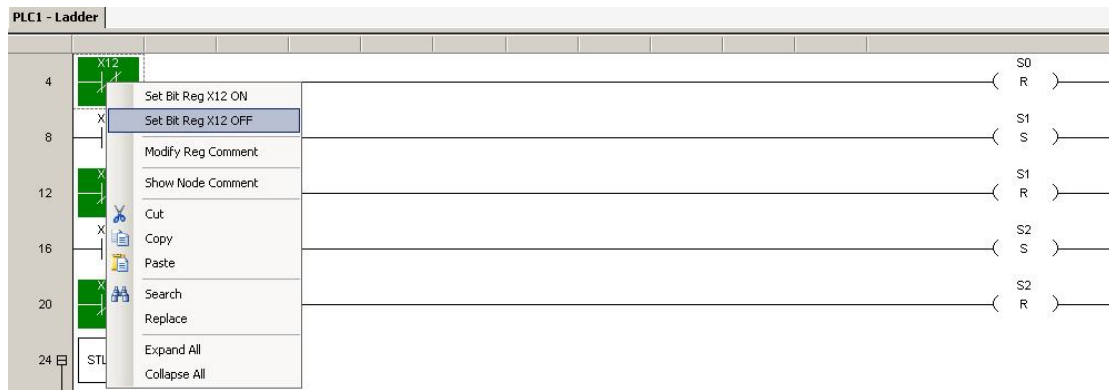 PLC1 - Ladder
X12
S0
4
R
Set Bit Reg X12 ON
X
Set Bit Reg X12 OFF
S1
8
S
Modify Reg Comment
X
Show Node Comment
S1
12
R
Cut
X
Copy
S2
16
S
Paste
X
Search
S2
20
R
Replace
Expand All
24
STL
Collapse All